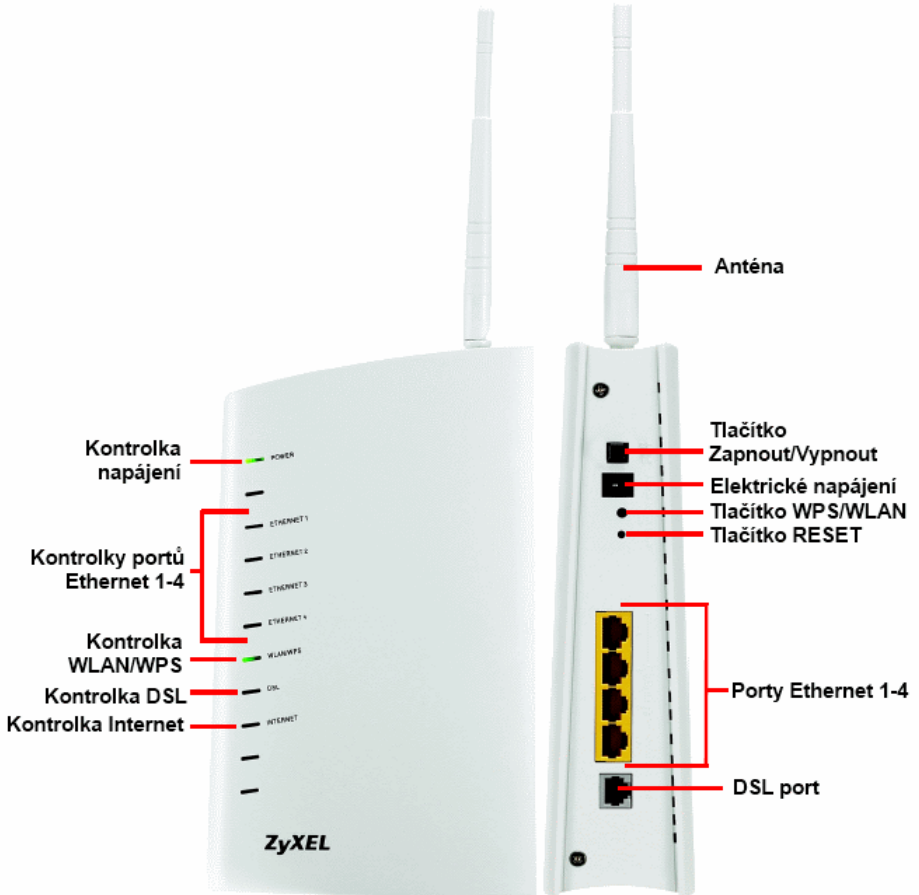 Anténa
Kontrolka
napájení
POWER
Tlačítko
Zapnout/Vypnout
Elektrické napájení
Tlačítko WPS/WLAN
Tlačítko RESET
Kontrolky portů
Ethernet 1-4
ETHERNET 1
ETHERNET 2
ETHERNET 3
ETHERNET 4
Kontrolka
WLAN/WPS
WLAN/WPS
Kontrolka DSL
DSL
Kontrolka Internet
INTERNET
Porty Ethernet 1-4
DSL port
ZyXEL